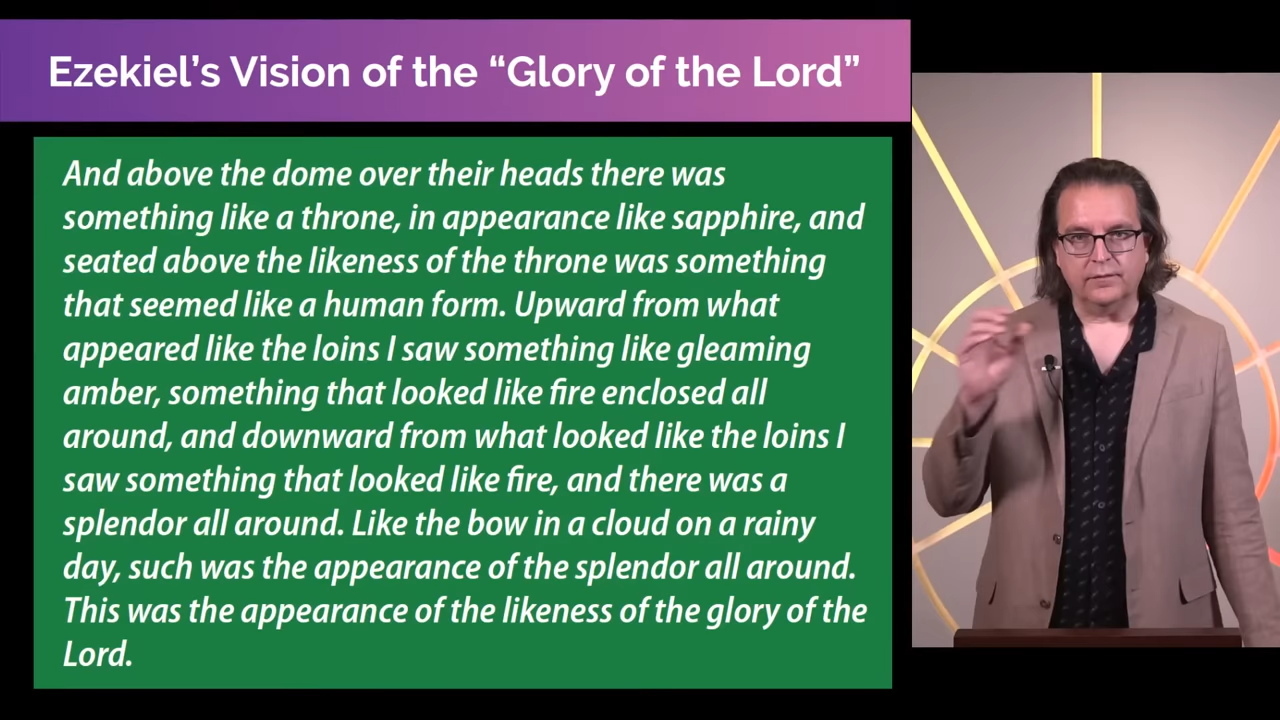 Ezekiel’s Vision of the “Glory of the Lord”
And above the dome over their heads there was
something like a throne, in appearance like sapphire, and
seated above the likeness of the throne was something
that seemed like a human form. Upward from what
appeared like the loins I saw something like gleaming
amber, something that looked like fire enclosed all
around, and downward from what looked like the loins I
saw something that looked like fire, and there was a
splendor all around. Like the bow in a cloud on a rainy
day, such was the appearance of the splendor all around.
This was the appearance of the likeness of the glory of the
Lord.